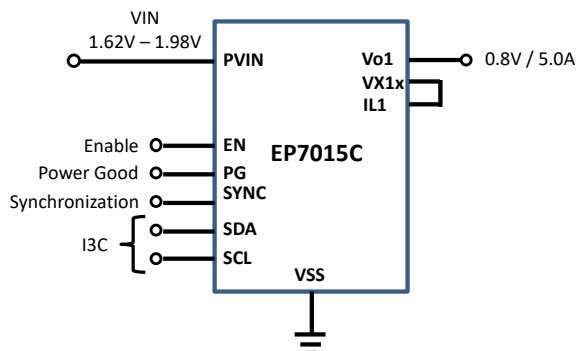 VIN
1.62V – 1.98V
PVIN
Vo1
0.8V / 5.0A
VX1x
IL1
EP7015C
Enable
EN
Power Good
PG
Synchronization
SYNC
I3C
SDA
SCL
VSS